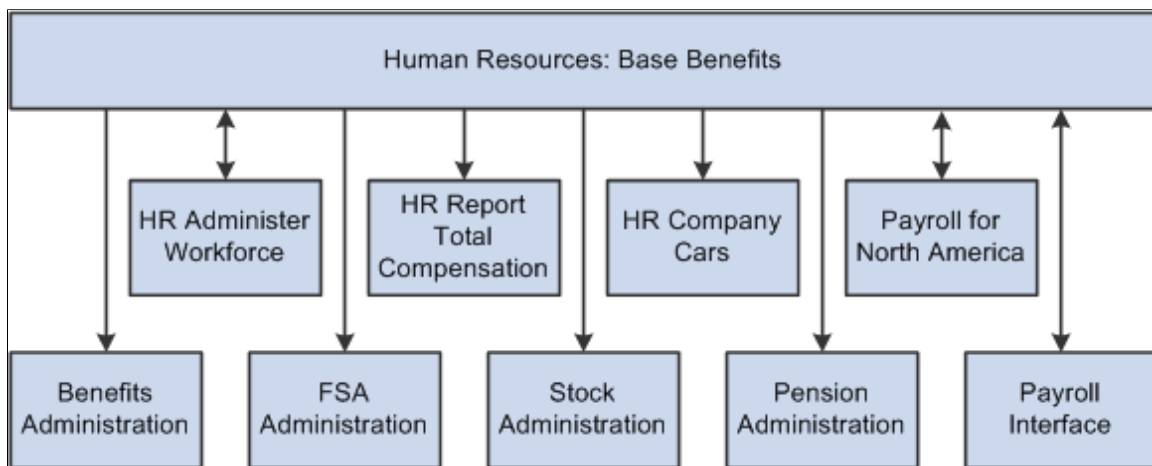 Human Resources: Base Benefits
HR Administer
Workforce
HR Report
Total
Compensation
HR Company
Cars
Payroll for
North America
Benefits
Administration
FSA
Administration
Stock
Administration
Pension
Administration
Payroll
Interface